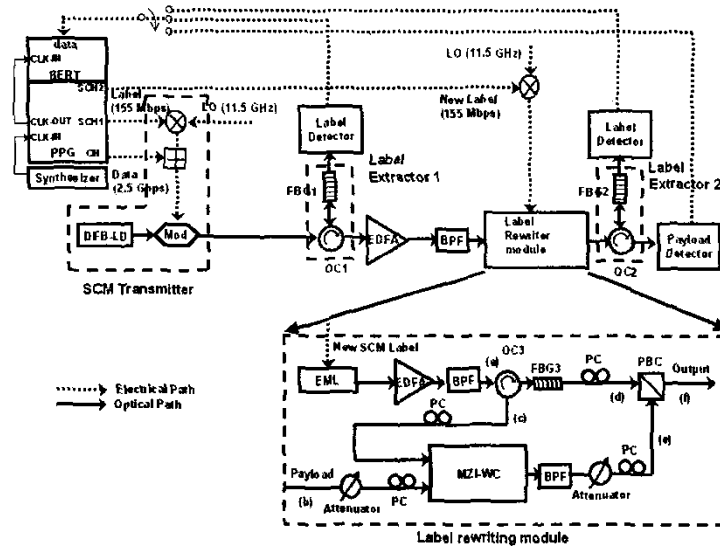 data
CLK-IN
BERT
LO (11.5 GHz)
SCH2
Label
(155 Mbps)
New Label
(155 Mbps)
LO (11.5 GHz)
CLK-OUT
SCH1
CLK-IN
PPG
CH
Synthesizer
Data
(2.5 Gbps)
Label
Detector
FBG1
Label
Extractor 1
Label
Detector
FBG2
Label
Extractor 2
DFB-LD
Mod
SCM Transmitter
OC1
EDFA
BPF
Label
Rewriter
module
OC2
Payload
Detector
New SCM Label
EML
EDFA
BPF
(a)
OC3
FBG3
PC
(d)
PBC
Output
(f)
PC
(c)
(e)
Electrical Path
Optical Path
Payload
(b)
Attenuator
PC
MZI-WC
BPF
Attenuator
PC
Label rewriting module